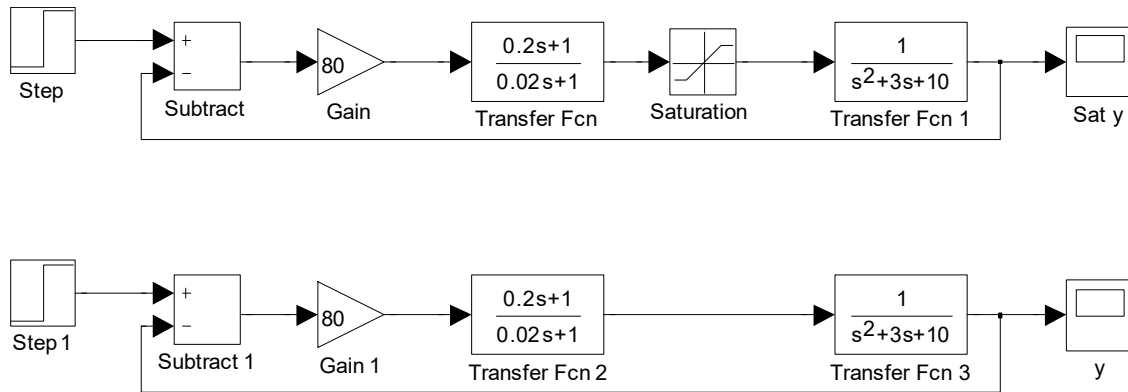 +
−
80
0.2s+1
0.02s+1
1
s²+3s+10
Step
Subtract
Gain
Transfer Fcn
Saturation
Transfer Fcn 1
Sat y
+
−
80
0.2s+1
0.02s+1
1
s²+3s+10
Step 1
Subtract 1
Gain 1
Transfer Fcn 2
Transfer Fcn 3
y